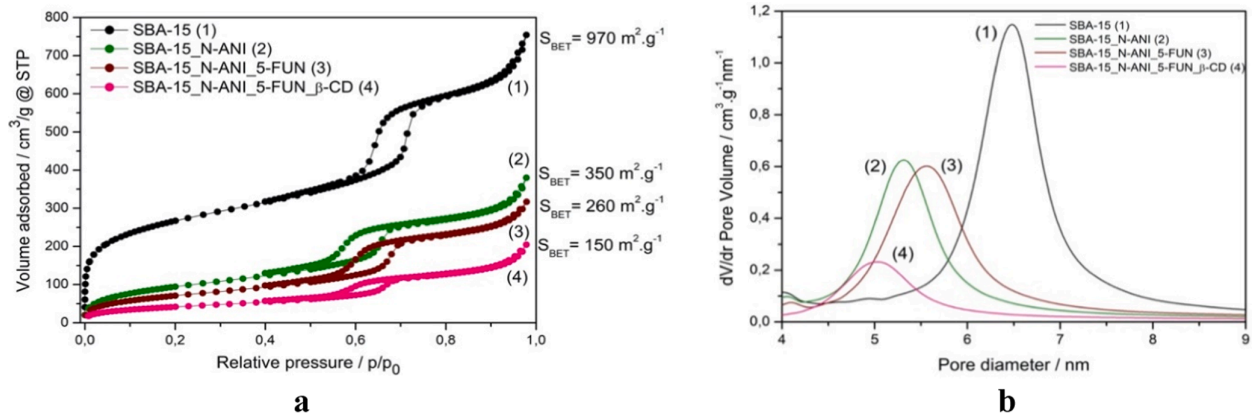 SBA-15 (1)
SBA-15_N-ANI (2)
SBA-15_N-ANI_5-FUN (3)
SBA-15_N-ANI_5-FUN_β-CD (4)
800
700
600
500
400
300
200
100
0
Volume adsorbed / cm³/g @ STP
0,0
0,2
0,4
0,6
0,8
1,0
Relative pressure / p/p₀
(1)
(2)
(3)
(4)
S_BET= 970 m².g⁻¹
S_BET= 350 m².g⁻¹
S_BET= 260 m².g⁻¹
S_BET= 150 m².g⁻¹
a
SBA-15 (1)
SBA-15_N-ANI (2)
SBA-15_N-ANI_5-FUN (3)
SBA-15_N-ANI_5-FUN_β-CD (4)
1,2
1,0
0,8
0,6
0,4
0,2
0,0
dV/dr Pore Volume / cm³.g⁻¹nm⁻¹
4
5
6
7
8
9
Pore diameter / nm
(1)
(2)
(3)
(4)
b